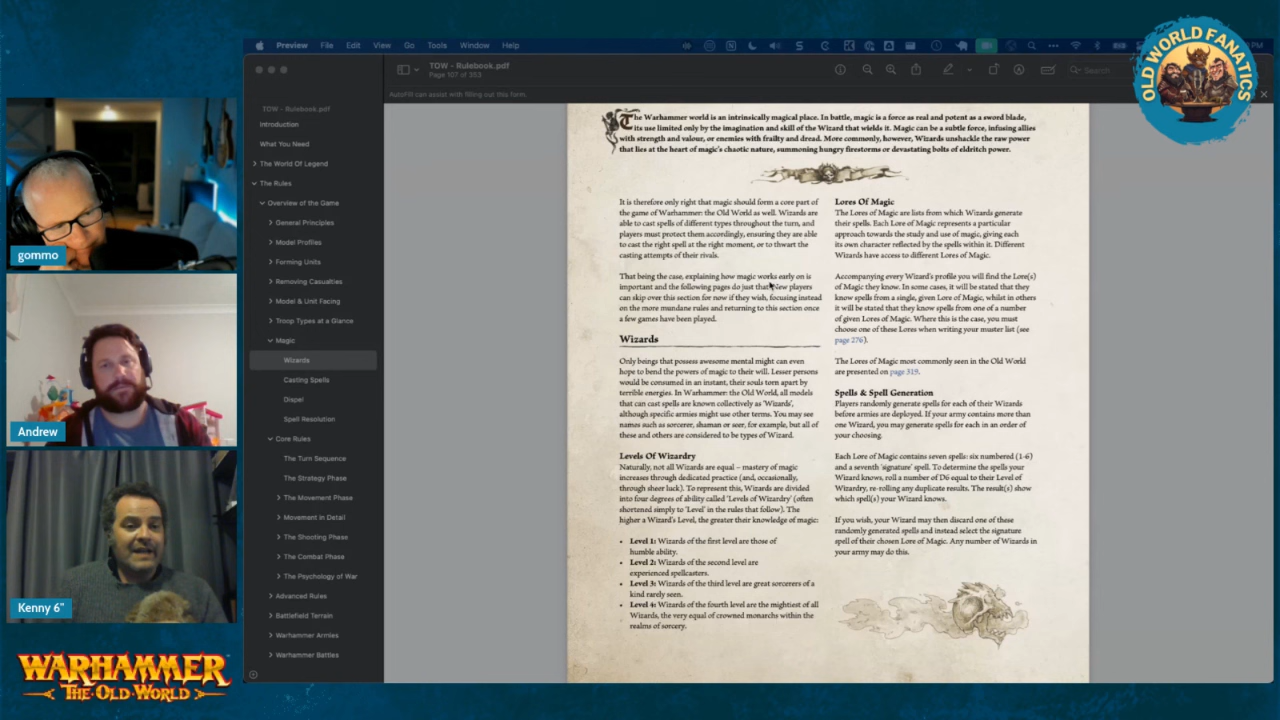 Preview File Edit View Go Tools Window Help
TOW - Rulebook.pdf
Page 107 of 353
Search
AutoFill can assist with filling out this form.
OLD WORLD FANATICS
TOW - Rulebook.pdf
Introduction
What You Need
The World Of Legend
The Rules
Overview of the Game
General Principles
Model Profiles
Forming Units
Removing Casualties
Model & Unit Facing
Troop Types at a Glance
Magic
Wizards
Casting Spells
Dispel
Spell Resolution
Core Rules
The Turn Sequence
The Strategy Phase
The Movement Phase
Movement in Detail
The Shooting Phase
The Combat Phase
The Psychology of War
Advanced Rules
Battlefield Terrain
Warhammer Armies
Warhammer Battles
The Warhammer world is an intrinsically magical place. In battle, magic is a force as real and potent as a sword blade,
its use limited only by the imagination and skill of the Wizard that wields it. Magic can be a subtle force, infusing allies
with strength and valour, or enemies with frailty and dread. More commonly, however, Wizards unshackle the raw power
that lies at the heart of magic's chaotic nature, summoning hungry firestorms or devastating bolts of eldritch power.
It is therefore only right that magic should form a core part of
the game of Warhammer: the Old World as well. Wizards are
able to cast spells of different types throughout the turn, and
players must protect them accordingly, ensuring they are able
to cast the right spell at the right moment, or to thwart the
casting attempts of their rivals.
That being the case, explaining how magic works early on is
important and the following pages do just that. New players
can skip over this section for now if they wish, focusing instead
on the more mundane rules and returning to this section once
a few games have been played.
Wizards
Only beings that possess awesome mental might can even
hope to bend the powers of magic to their will. Lesser persons
would be consumed in an instant, their souls torn apart by
terrible energies. In Warhammer: the Old World, all models
that can cast spells are known collectively as 'Wizards',
although specific armies might use other terms. You may see
names such as sorcerer, shaman or seer, for example, but all of
these and others are considered to be types of Wizard.
Levels Of Wizardry
Naturally, not all Wizards are equal – mastery of magic
increases through dedicated practice (and, occasionally,
through sheer luck). To represent this, Wizards are divided
into four degrees of ability called 'Levels of Wizardry' (often
shortened simply to 'Level' in the rules that follow). The
higher a Wizard's Level, the greater their knowledge of magic:
• Level 1: Wizards of the first level are those of
humble ability.
• Level 2: Wizards of the second level are
experienced spellcasters.
• Level 3: Wizards of the third level are great sorcerers of a
kind rarely seen.
• Level 4: Wizards of the fourth level are the mightiest of all
Wizards, the very equal of crowned monarchs within the
realms of sorcery.
Lores Of Magic
The Lores of Magic are lists from which Wizards generate
their spells. Each Lore of Magic represents a particular
approach towards the study and use of magic, giving each
its own character reflected by the spells within it. Different
Wizards have access to different Lores of Magic.
Accompanying every Wizard's profile you will find the Lore(s)
of Magic they know. In some cases, it will be stated that they
know spells from a single, given Lore of Magic, whilst in others
it will be stated that they know spells from one of a number
of given Lores of Magic. Where this is the case, you must
choose one of these Lores when writing your muster list (see
page 276).
The Lores of Magic most commonly seen in the Old World
are presented on page 319.
Spells & Spell Generation
Players randomly generate spells for each of their Wizards
before armies are deployed. If your army contains more than
one Wizard, you may generate spells for each in an order of
your choosing.
Each Lore of Magic contains seven spells: six numbered (1-6)
and a seventh 'signature' spell. To determine the spells your
Wizard knows, roll a number of D6 equal to their Level of
Wizardry, re-rolling any duplicate results. The result(s) show
which spell(s) your Wizard knows.
If you wish, your Wizard may then discard one of these
randomly generated spells and instead select the signature
spell of their chosen Lore of Magic. Any number of Wizards in
your army may do this.
gommo
Andrew
Kenny 6"
WARHAMMER
THE·OLD·WORLD